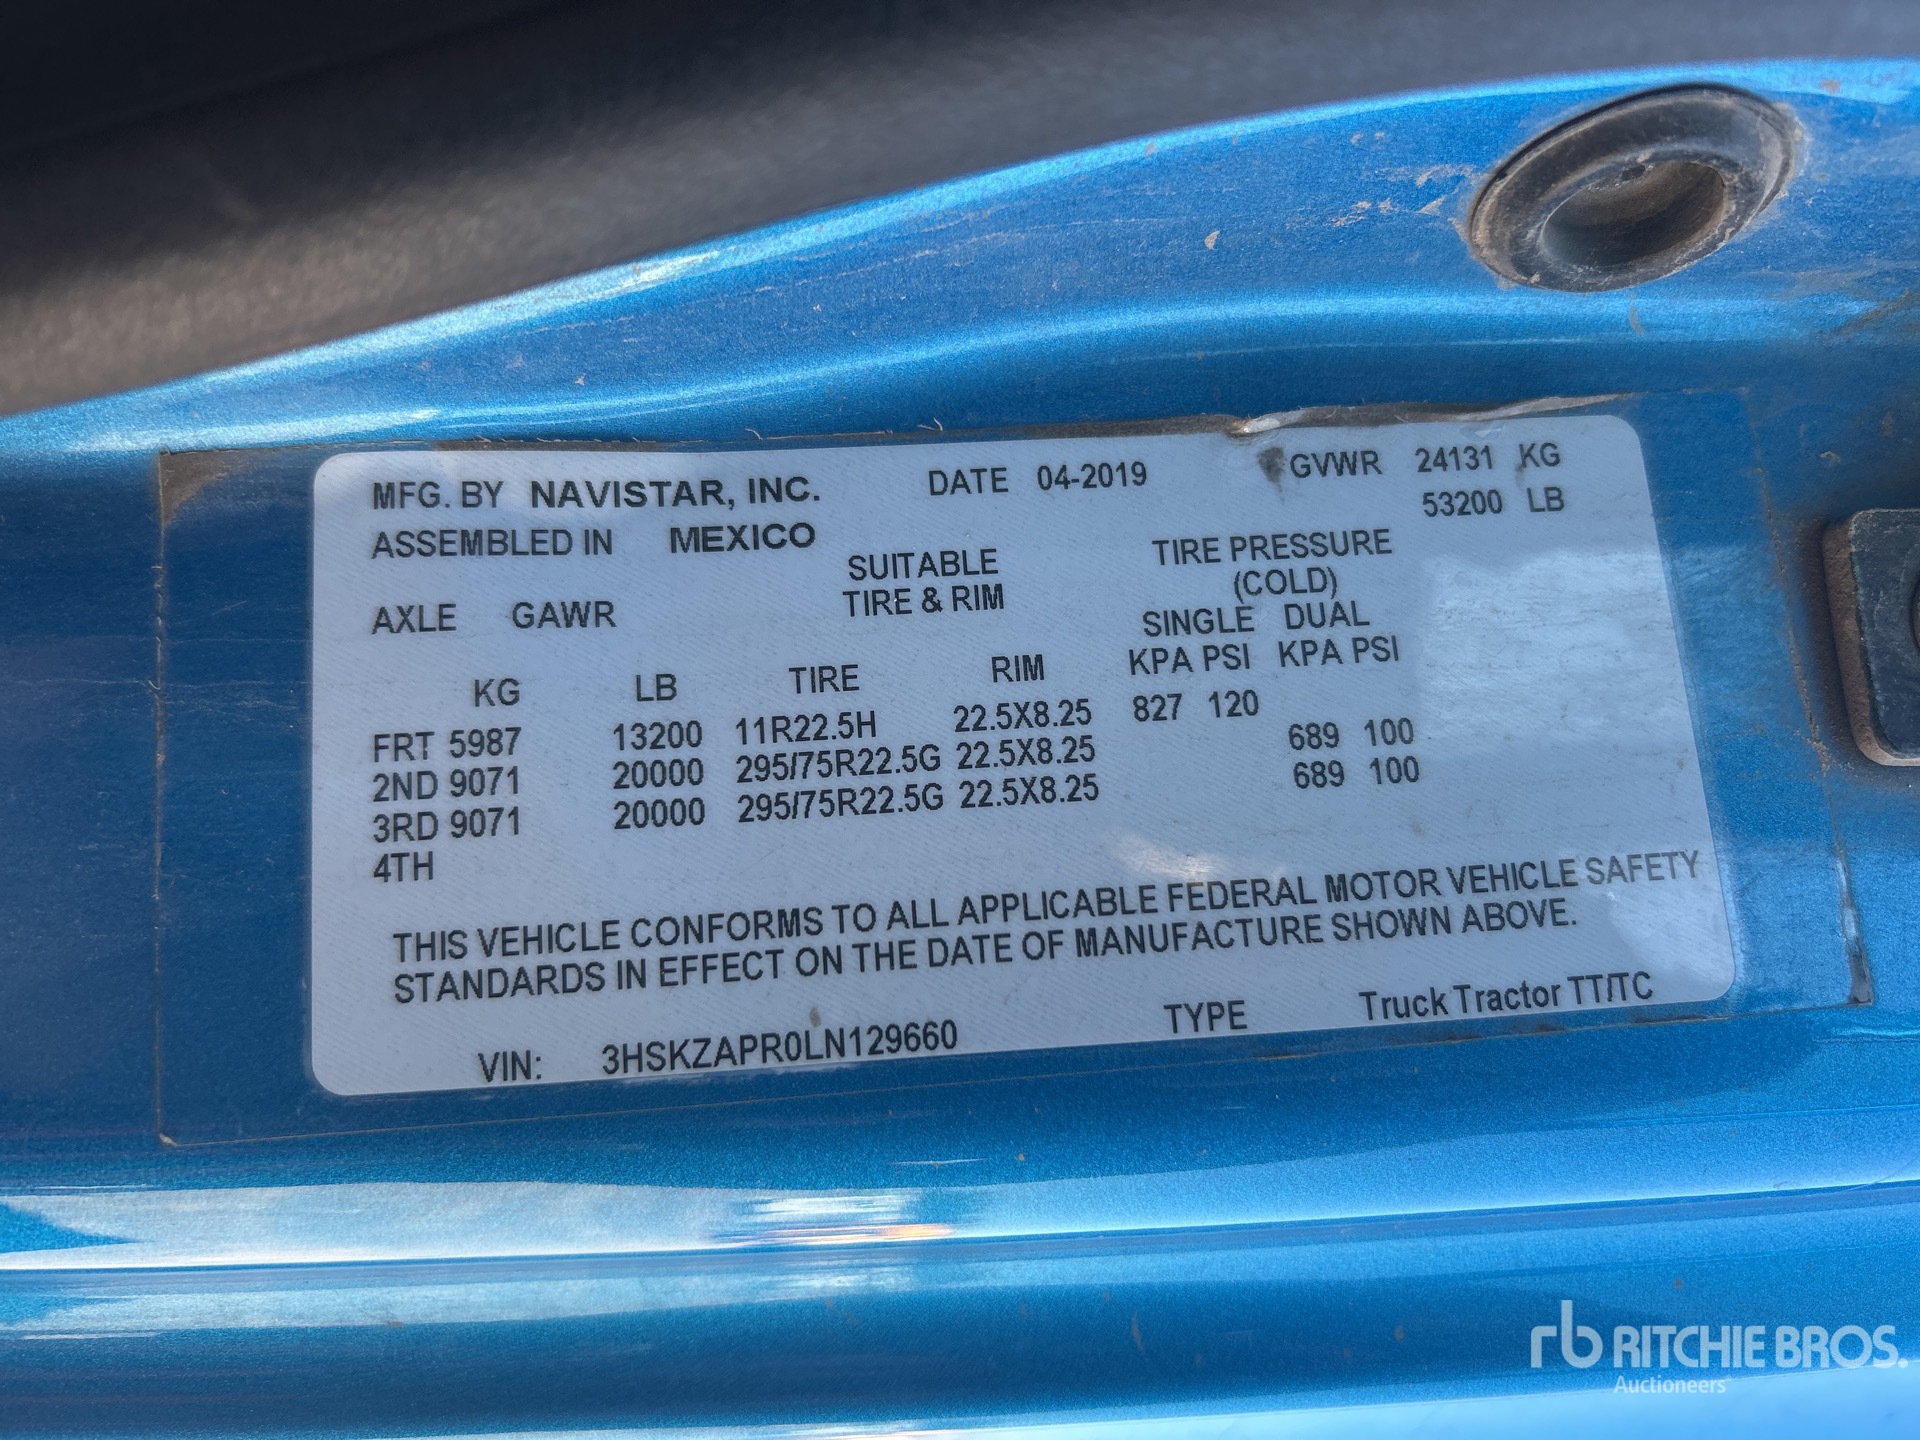 MFG. BY NAVISTAR, INC. DATE 04-2019 GVWR 24131 KG
53200 LB
ASSEMBLED IN MEXICO
SUITABLE TIRE PRESSURE
TIRE & RIM (COLD)
AXLE GAWR SINGLE DUAL
KG LB TIRE RIM KPA PSI KPA PSI
FRT 5987 13200 11R22.5H 22.5X8.25 827 120
2ND 9071 20000 295/75R22.5G 22.5X8.25 689 100
3RD 9071 20000 295/75R22.5G 22.5X8.25 689 100
4TH
THIS VEHICLE CONFORMS TO ALL APPLICABLE FEDERAL MOTOR VEHICLE SAFETY
STANDARDS IN EFFECT ON THE DATE OF MANUFACTURE SHOWN ABOVE.
VIN: 3HSKZAPR0LN129660 TYPE Truck Tractor TT/TC
rb RITCHIE BROS.
Auctioneers